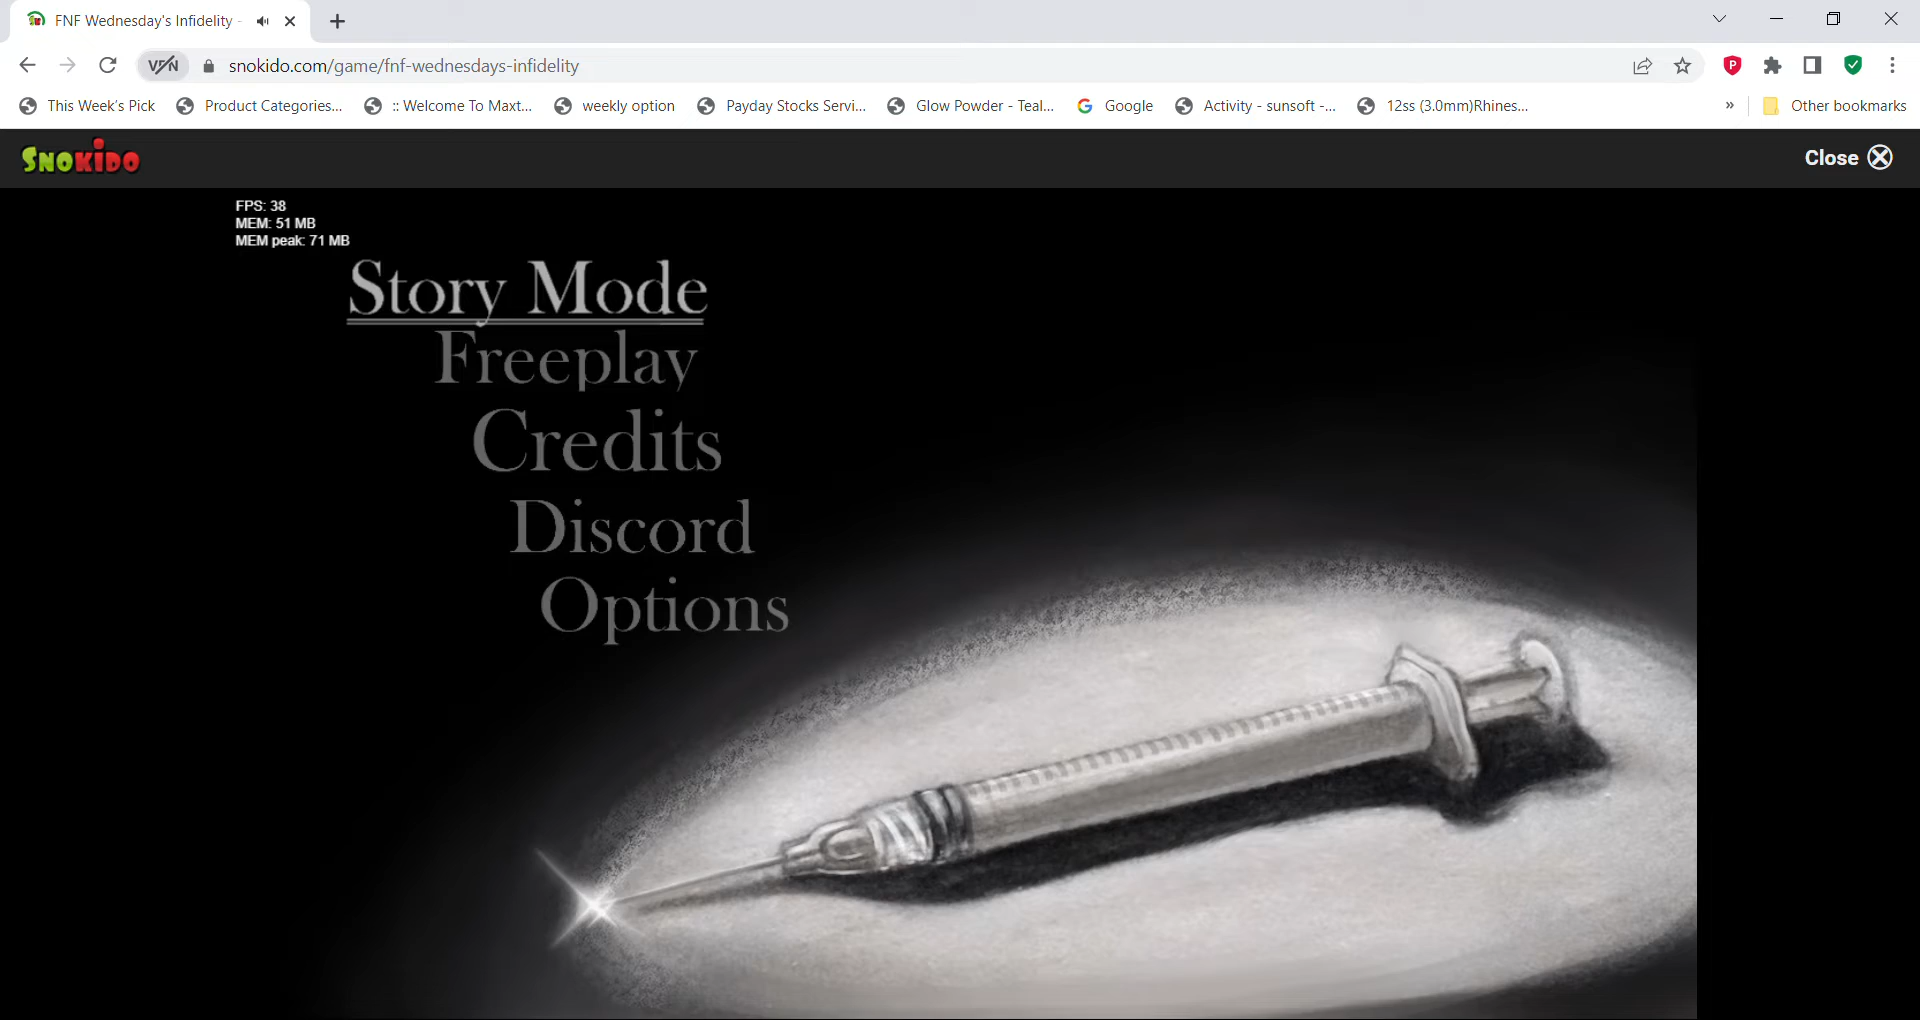 FNF Wednesday's Infidelity -
VPN snokido.com/game/fnf-wednesdays-infidelity
This Week's Pick Product Categories... :: Welcome To Maxt... weekly option Payday Stocks Servi... Glow Powder - Teal... Google Activity - sunsoft -... 12ss (3.0mm)Rhines... » Other bookmarks
SNOKIDO Close
FPS: 38
MEM: 51 MB
MEM peak: 71 MB
Story Mode
Freeplay
Credits
Discord
Options